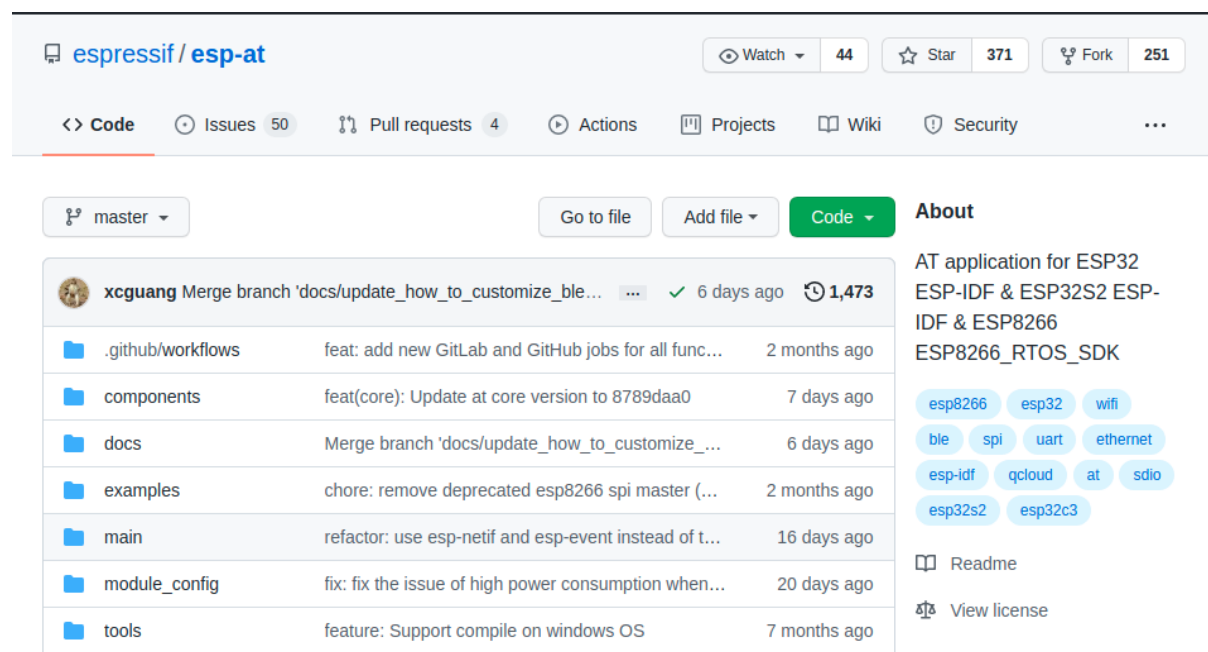 espressif / esp-at
Watch 44 Star 371 Fork 251
Code Issues 50 Pull requests 4 Actions Projects Wiki Security ...
master Go to file Add file Code
xcguang Merge branch 'docs/update_how_to_customize_ble... ... 6 days ago 1,473
.github/workflows feat: add new GitLab and GitHub jobs for all func... 2 months ago
components feat(core): Update at core version to 8789daa0 7 days ago
docs Merge branch 'docs/update_how_to_customize_... 6 days ago
examples chore: remove deprecated esp8266 spi master (... 2 months ago
main refactor: use esp-netif and esp-event instead of t... 16 days ago
module_config fix: fix the issue of high power consumption when... 20 days ago
tools feature: Support compile on windows OS 7 months ago
About
AT application for ESP32
ESP-IDF & ESP32S2 ESP-
IDF & ESP8266
ESP8266_RTOS_SDK
esp8266 esp32 wifi
ble spi uart ethernet
esp-idf qcloud at sdio
esp32s2 esp32c3
Readme
View license